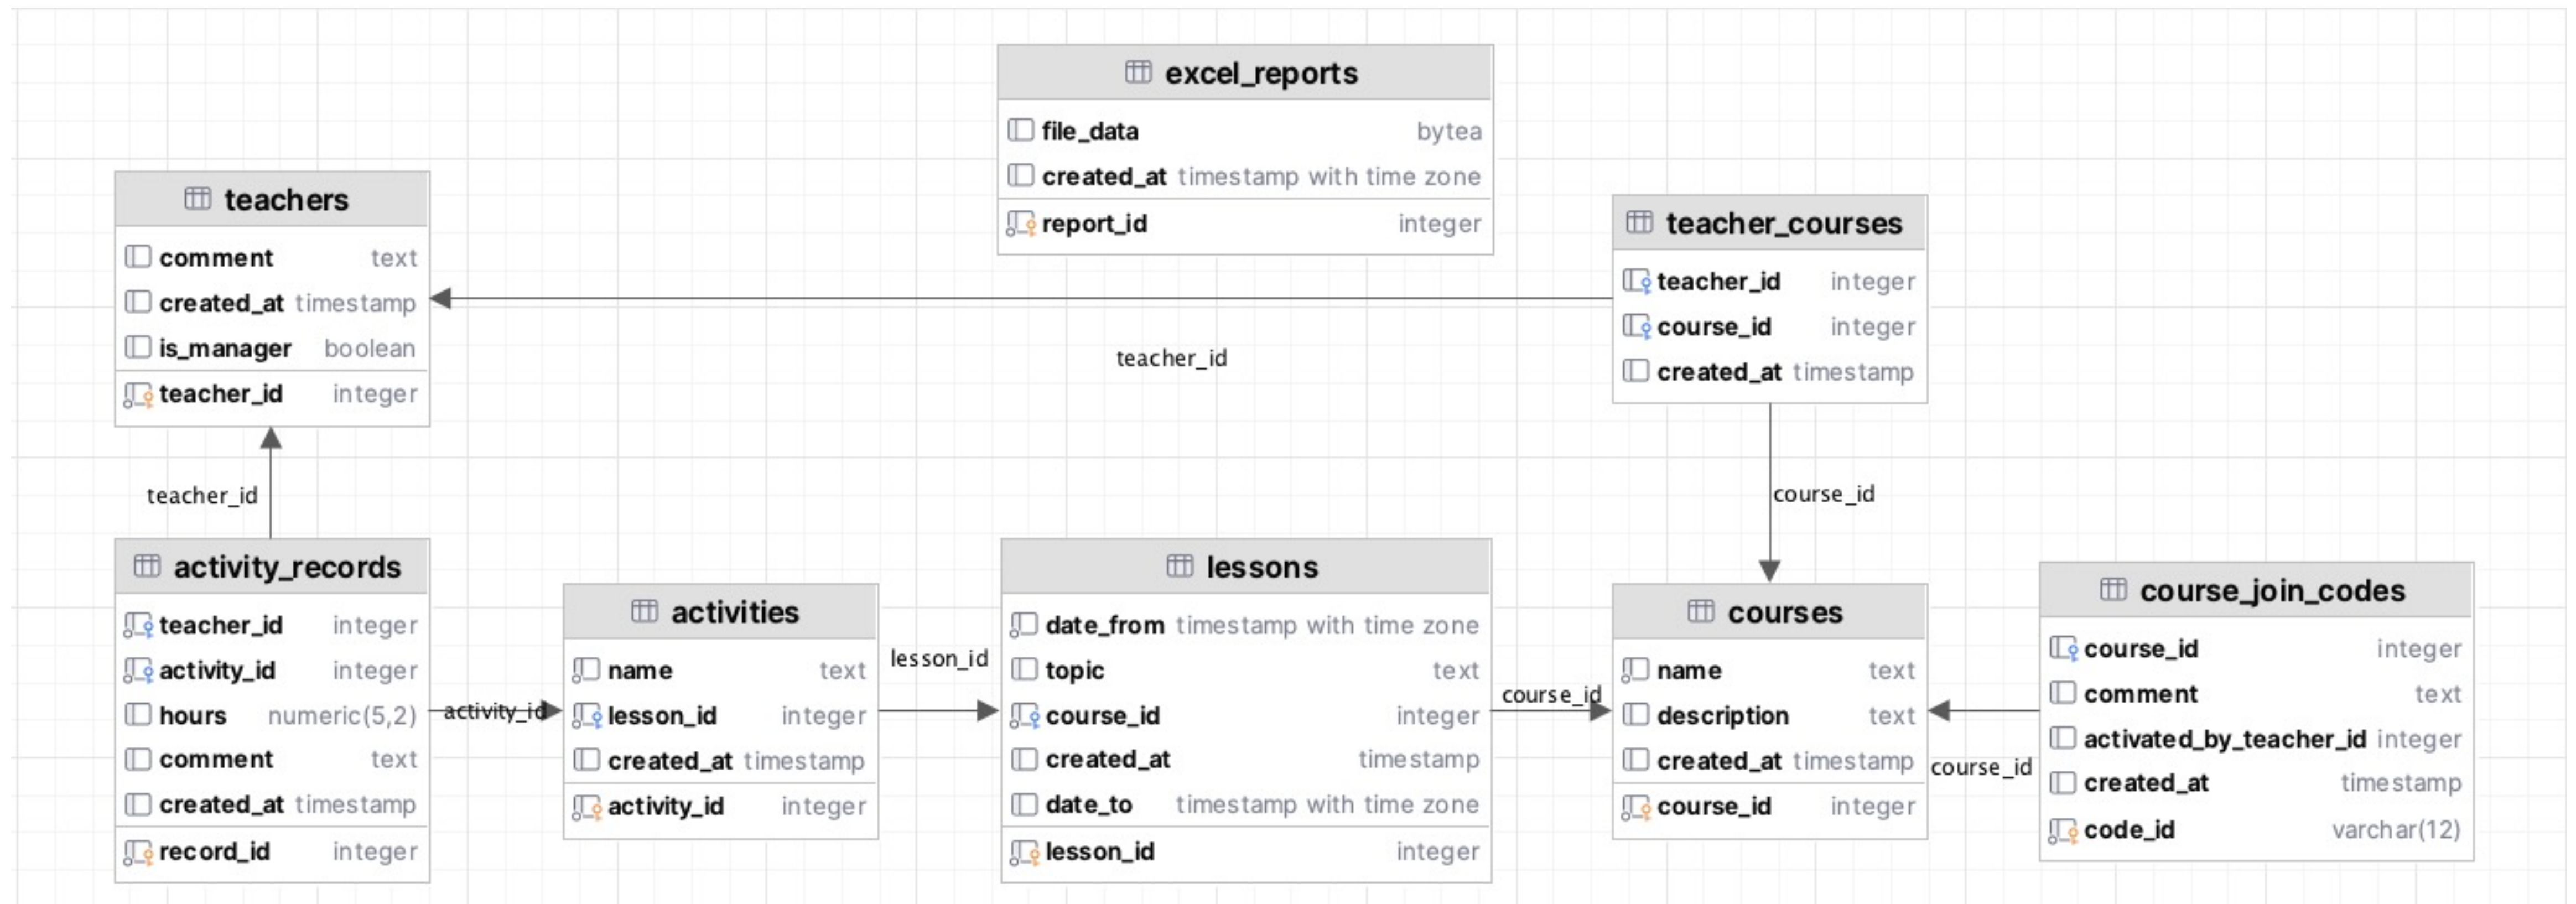 excel_reports
file_data bytea
created_at timestamp with time zone
report_id integer
teachers
comment text
created_at timestamp
is_manager boolean
teacher_id integer
teacher_courses
teacher_id integer
course_id integer
created_at timestamp
teacher_id
teacher_id
course_id
activity_records
teacher_id integer
activity_id integer
hours numeric(5,2)
comment text
created_at timestamp
record_id integer
activity_id
activities
name text
lesson_id integer
created_at timestamp
activity_id integer
lesson_id
lessons
date_from timestamp with time zone
topic text
course_id integer
created_at timestamp
date_to timestamp with time zone
lesson_id integer
course_id
courses
name text
description text
created_at timestamp
course_id integer
course_id
course_join_codes
course_id integer
comment text
activated_by_teacher_id integer
created_at timestamp
code_id varchar(12)